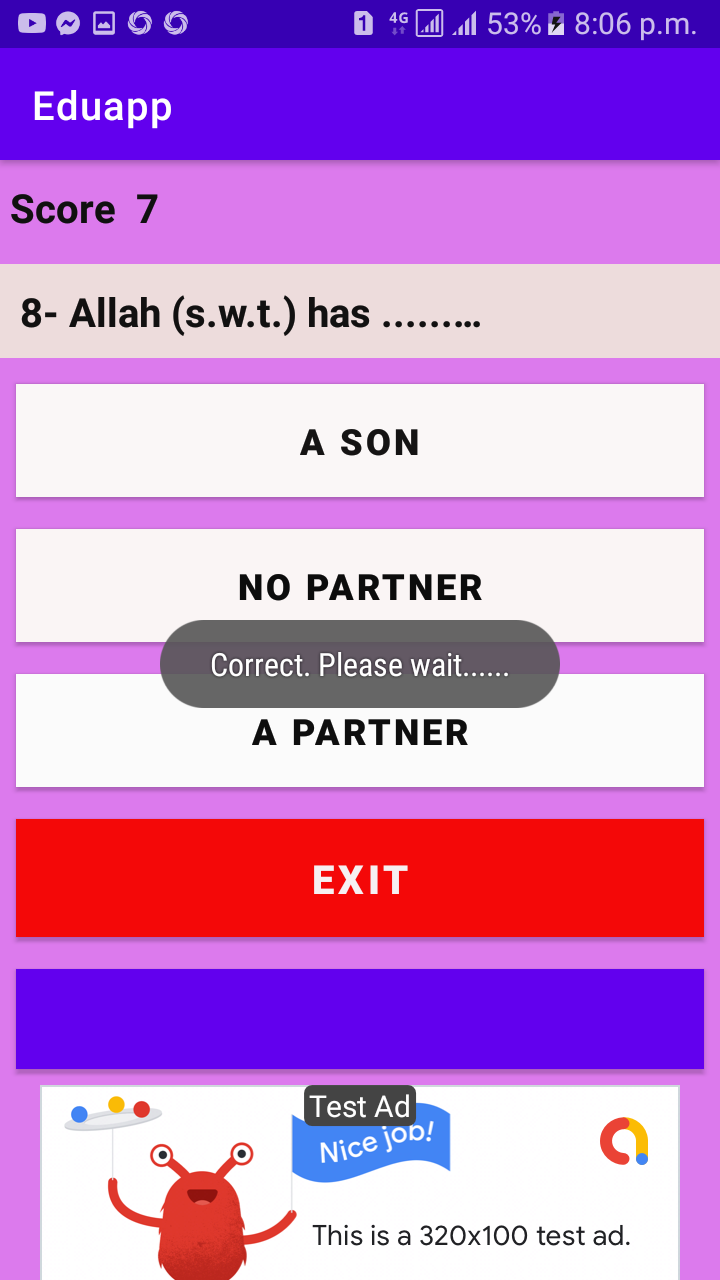 1 4G 53% 8:06 p.m.
Eduapp
Score 7
8- Allah (s.w.t.) has .........
A SON
NO PARTNER
Correct. Please wait......
A PARTNER
EXIT
Test Ad
Nice job!
This is a 320x100 test ad.